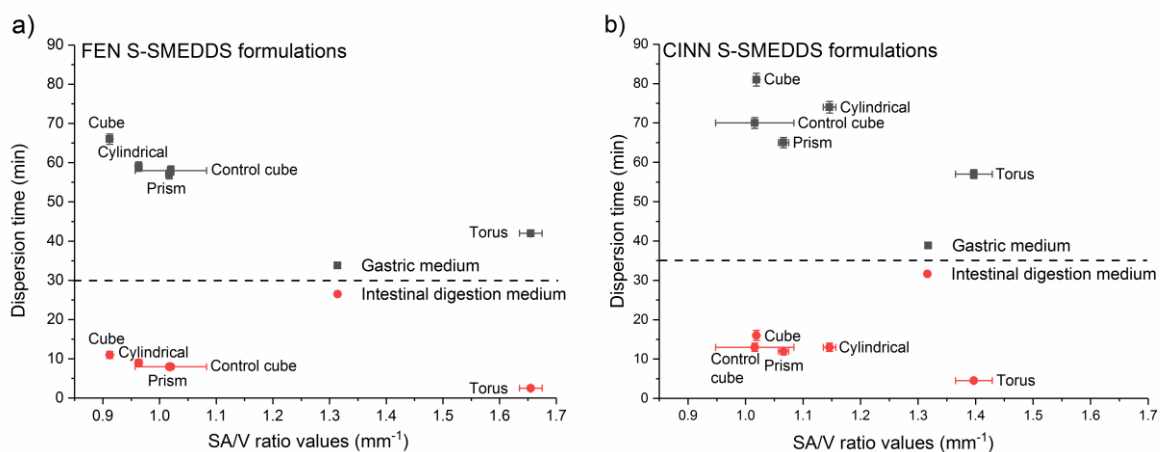 a)
FEN S-SMEDDS formulations
90
80
70
60
50
40
30
20
10
0
Dispersion time (min)
Cube
Cylindrical
Control cube
Prism
Torus
Gastric medium
Intestinal digestion medium
Cube
Cylindrical
Control cube
Prism
Torus
0.9 1.0 1.1 1.2 1.3 1.4 1.5 1.6 1.7
SA/V ratio values (mm⁻¹)
b)
CINN S-SMEDDS formulations
90
80
70
60
50
40
30
20
10
0
Dispersion time (min)
Cube
Cylindrical
Control cube
Prism
Torus
Gastric medium
Intestinal digestion medium
Cube
Cylindrical
Control
cube
Prism
Torus
0.9 1.0 1.1 1.2 1.3 1.4 1.5 1.6 1.7
SA/V ratio values (mm⁻¹)